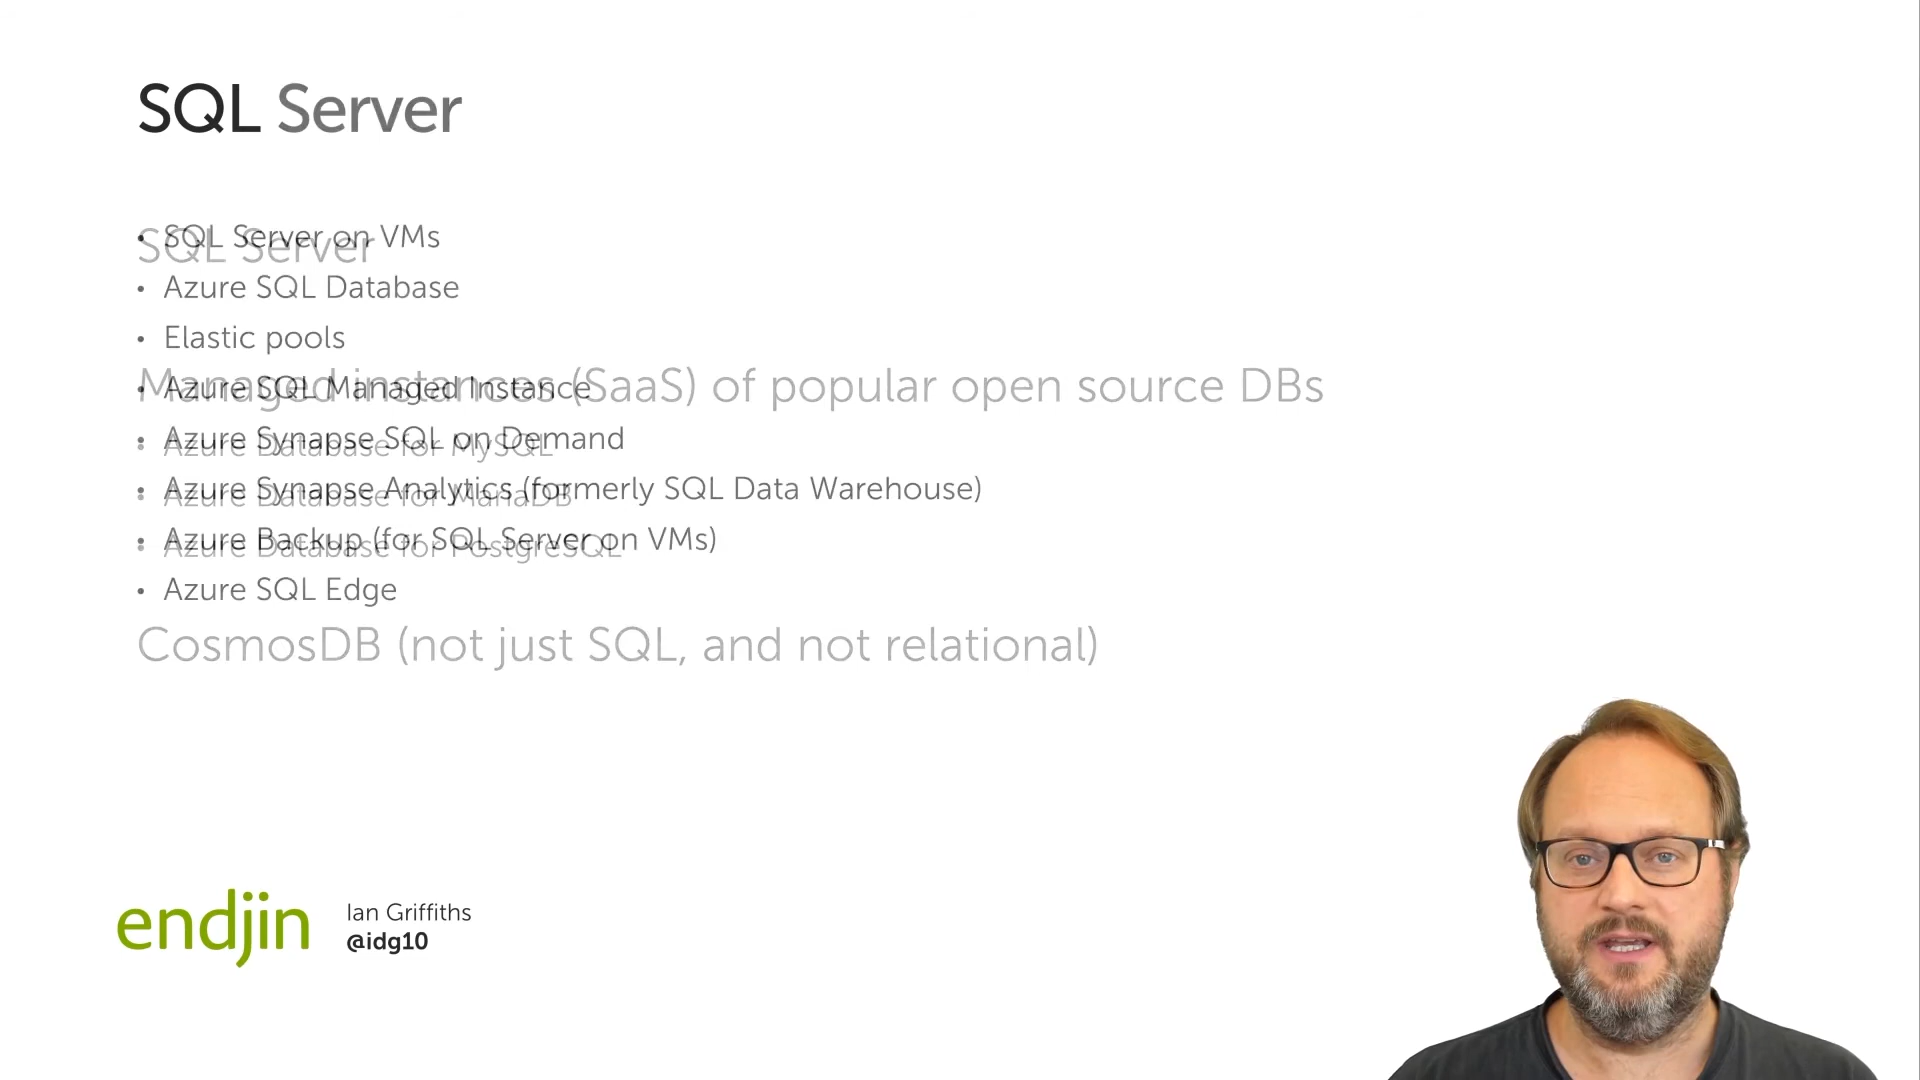 SQL Server
• SQL Server on VMs
SQL Server
• Azure SQL Database
• Elastic pools
• Azure SQL Managed Instance
Managed instances (SaaS) of popular open source DBs
• Azure Synapse SQL on Demand
• Azure Database for MySQL
• Azure Synapse Analytics (formerly SQL Data Warehouse)
• Azure Database for MariaDB
• Azure Backup (for SQL Server on VMs)
• Azure Database for PostgreSQL
• Azure SQL Edge
CosmosDB (not just SQL, and not relational)
endjin
Ian Griffiths
@idg10